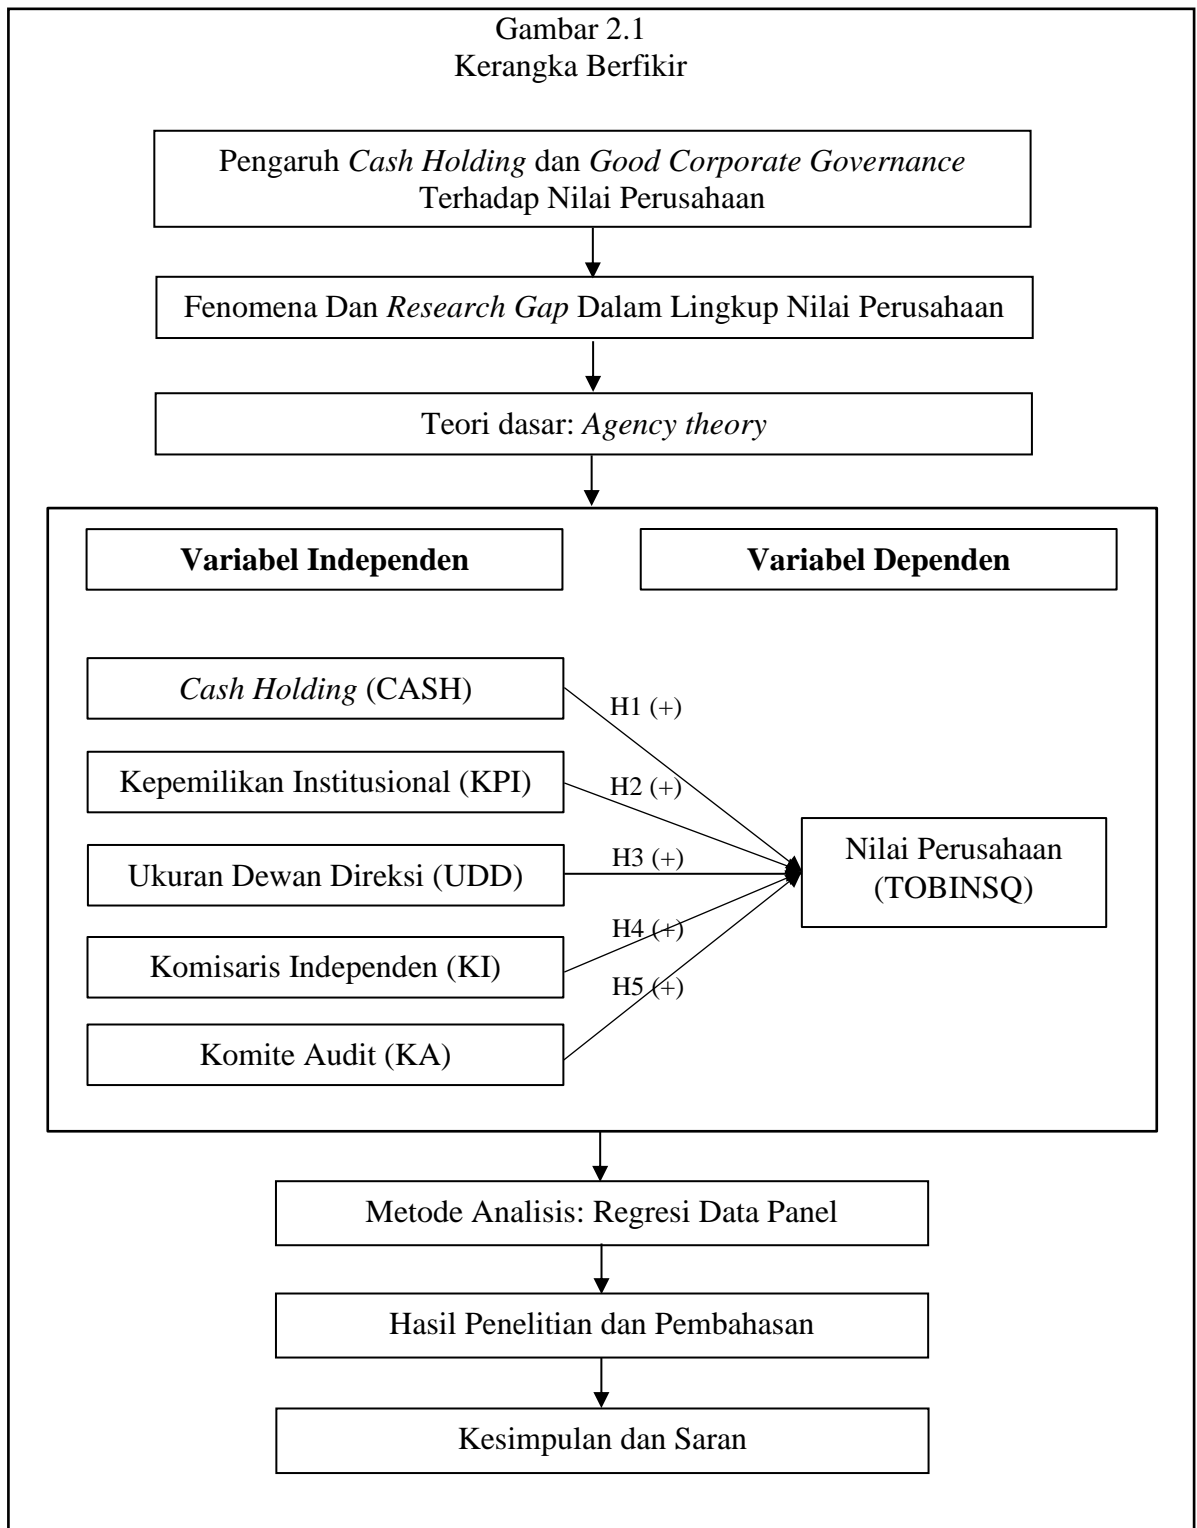 Gambar 2.1
Kerangka Berfikir
Pengaruh Cash Holding dan Good Corporate Governance
Terhadap Nilai Perusahaan
Fenomena Dan Research Gap Dalam Lingkup Nilai Perusahaan
Teori dasar: Agency theory
Variabel Independen
Variabel Dependen
Cash Holding (CASH)
H1 (+)
Kepemilikan Institusional (KPI)
H2 (+)
Ukuran Dewan Direksi (UDD)
H3 (+)
Nilai Perusahaan
(TOBINSQ)
Komisaris Independen (KI)
H4 (+)
Komite Audit (KA)
H5 (+)
Metode Analisis: Regresi Data Panel
Hasil Penelitian dan Pembahasan
Kesimpulan dan Saran